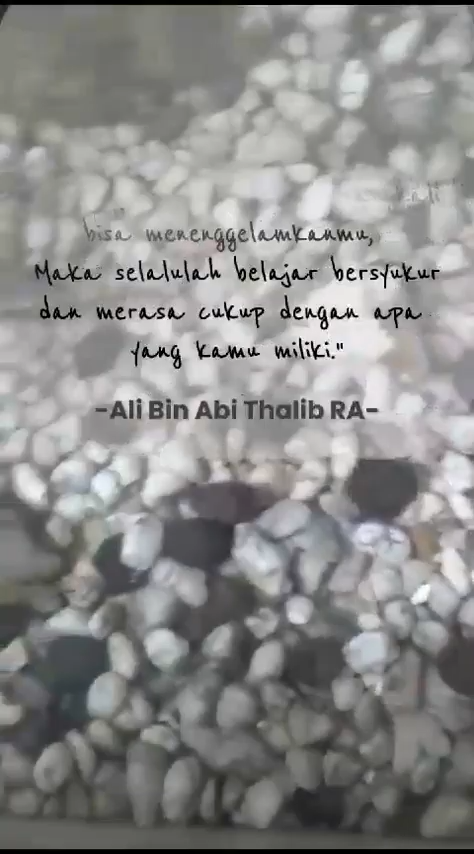 bisa menenggelamkanmu,
Maka selalulah belajar bersyukur
dan merasa cukup dengan apa
yang kamu miliki."
-Ali Bin Abi Thalib RA-